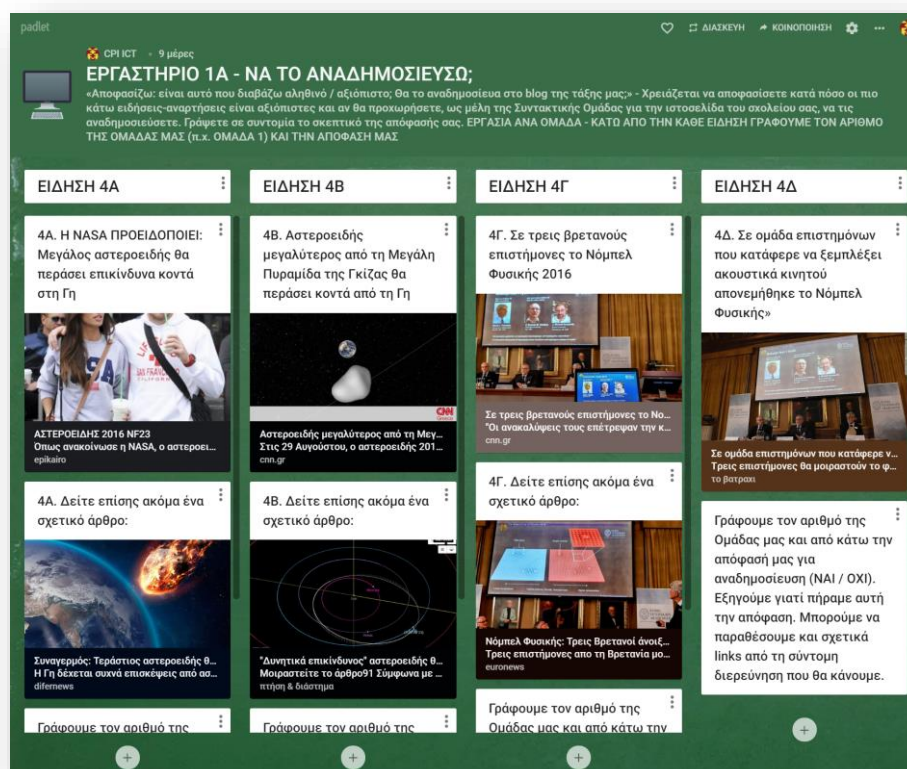 padlet
ΔΙΑΣΚΕΥΗ
ΚΟΙΝΟΠΟΙΗΣΗ
CPI ICT • 9 μέρες
ΕΡΓΑΣΤΗΡΙΟ 1Α - ΝΑ ΤΟ ΑΝΑΔΗΜΟΣΙΕΥΣΩ;
«Αποφασίζω: είναι αυτό που διαβάζω αληθινό / αξιόπιστο; Θα το αναδημοσίευα στο blog της τάξης μας;» - Χρειάζεται να αποφασίσετε κατά πόσο οι πιο
κάτω ειδήσεις-αναρτήσεις είναι αξιόπιστες και αν θα προχωρήσετε, ως μέλη της Συντακτικής Ομάδας για την ιστοσελίδα του σχολείου σας, να τις
αναδημοσιεύσετε. Γράψετε σε συντομία το σκεπτικό της απόφασής σας. ΕΡΓΑΣΙΑ ΑΝΑ ΟΜΑΔΑ - ΚΑΤΩ ΑΠΟ ΤΗΝ ΚΑΘΕ ΕΙΔΗΣΗ ΓΡΑΦΟΥΜΕ ΤΟΝ ΑΡΙΘΜΟ
ΤΗΣ ΟΜΑΔΑΣ ΜΑΣ (π.χ. ΟΜΑΔΑ 1) ΚΑΙ ΤΗΝ ΑΠΟΦΑΣΗ ΜΑΣ
ΕΙΔΗΣΗ 4Α
4Α. Η NASA ΠΡΟΕΙΔΟΠΟΙΕΙ:
Μεγάλος αστεροειδής θα
περάσει επικίνδυνα κοντά
στη Γη
ΑΣΤΕΡΟΕΙΔΗΣ 2016 NF23
Όπως ανακοίνωσε η NASA, ο αστεροει...
epikairo
4Α. Δείτε επίσης ακόμα ένα
σχετικό άρθρο:
Συναγερμός: Τεράστιος αστεροειδής θ...
Η Γη δέχεται συχνά επισκέψεις από ασ...
difernews
Γράφουμε τον αριθμό της
ΕΙΔΗΣΗ 4Β
4Β. Αστεροειδής
μεγαλύτερος από τη Μεγάλη
Πυραμίδα της Γκίζας θα
περάσει κοντά από τη Γη
CNN
Αστεροειδής μεγαλύτερος από τη Μεγ...
Στις 29 Αυγούστου, ο αστεροειδής 201...
cnn.gr
4Β. Δείτε επίσης ακόμα ένα
σχετικό άρθρο:
"Δυνητικά επικίνδυνος" αστεροειδής θ...
Μοιραστείτε το άρθρο91 Σύμφωνα με ...
πτήση & διάστημα
Γράφουμε τον αριθμό της
ΕΙΔΗΣΗ 4Γ
4Γ. Σε τρεις βρετανούς
επιστήμονες το Νόμπελ
Φυσικής 2016
Σε τρεις βρετανούς επιστήμονες το Νο...
"Οι ανακαλύψεις τους επέτρεψαν την κ...
cnn.gr
4Γ. Δείτε επίσης ακόμα ένα
σχετικό άρθρο:
Νόμπελ Φυσικής: Τρεις Βρετανοί άνοιξ...
Τρεις επιστήμονες απο τη Βρετανία μο...
euronews
Γράφουμε τον αριθμό της
Ομάδας μας και από κάτω την
ΕΙΔΗΣΗ 4Δ
4Δ. Σε ομάδα επιστημόνων
που κατάφερε να ξεμπλέξει
ακουστικά κινητού
απονεμήθηκε το Νόμπελ
Φυσικής»
Σε ομάδα επιστημόνων που κατάφερε ν...
Τρεις επιστήμονες θα μοιραστούν το φ...
το βατραχι
Γράφουμε τον αριθμό της
Ομάδας μας και από κάτω την
απόφασή μας για
αναδημοσίευση (ΝΑΙ / ΟΧΙ).
Εξηγούμε γιατί πήραμε αυτή
την απόφαση. Μπορούμε να
παραθέσουμε και σχετικά
links από τη σύντομη
διερεύνηση που θα κάνουμε.